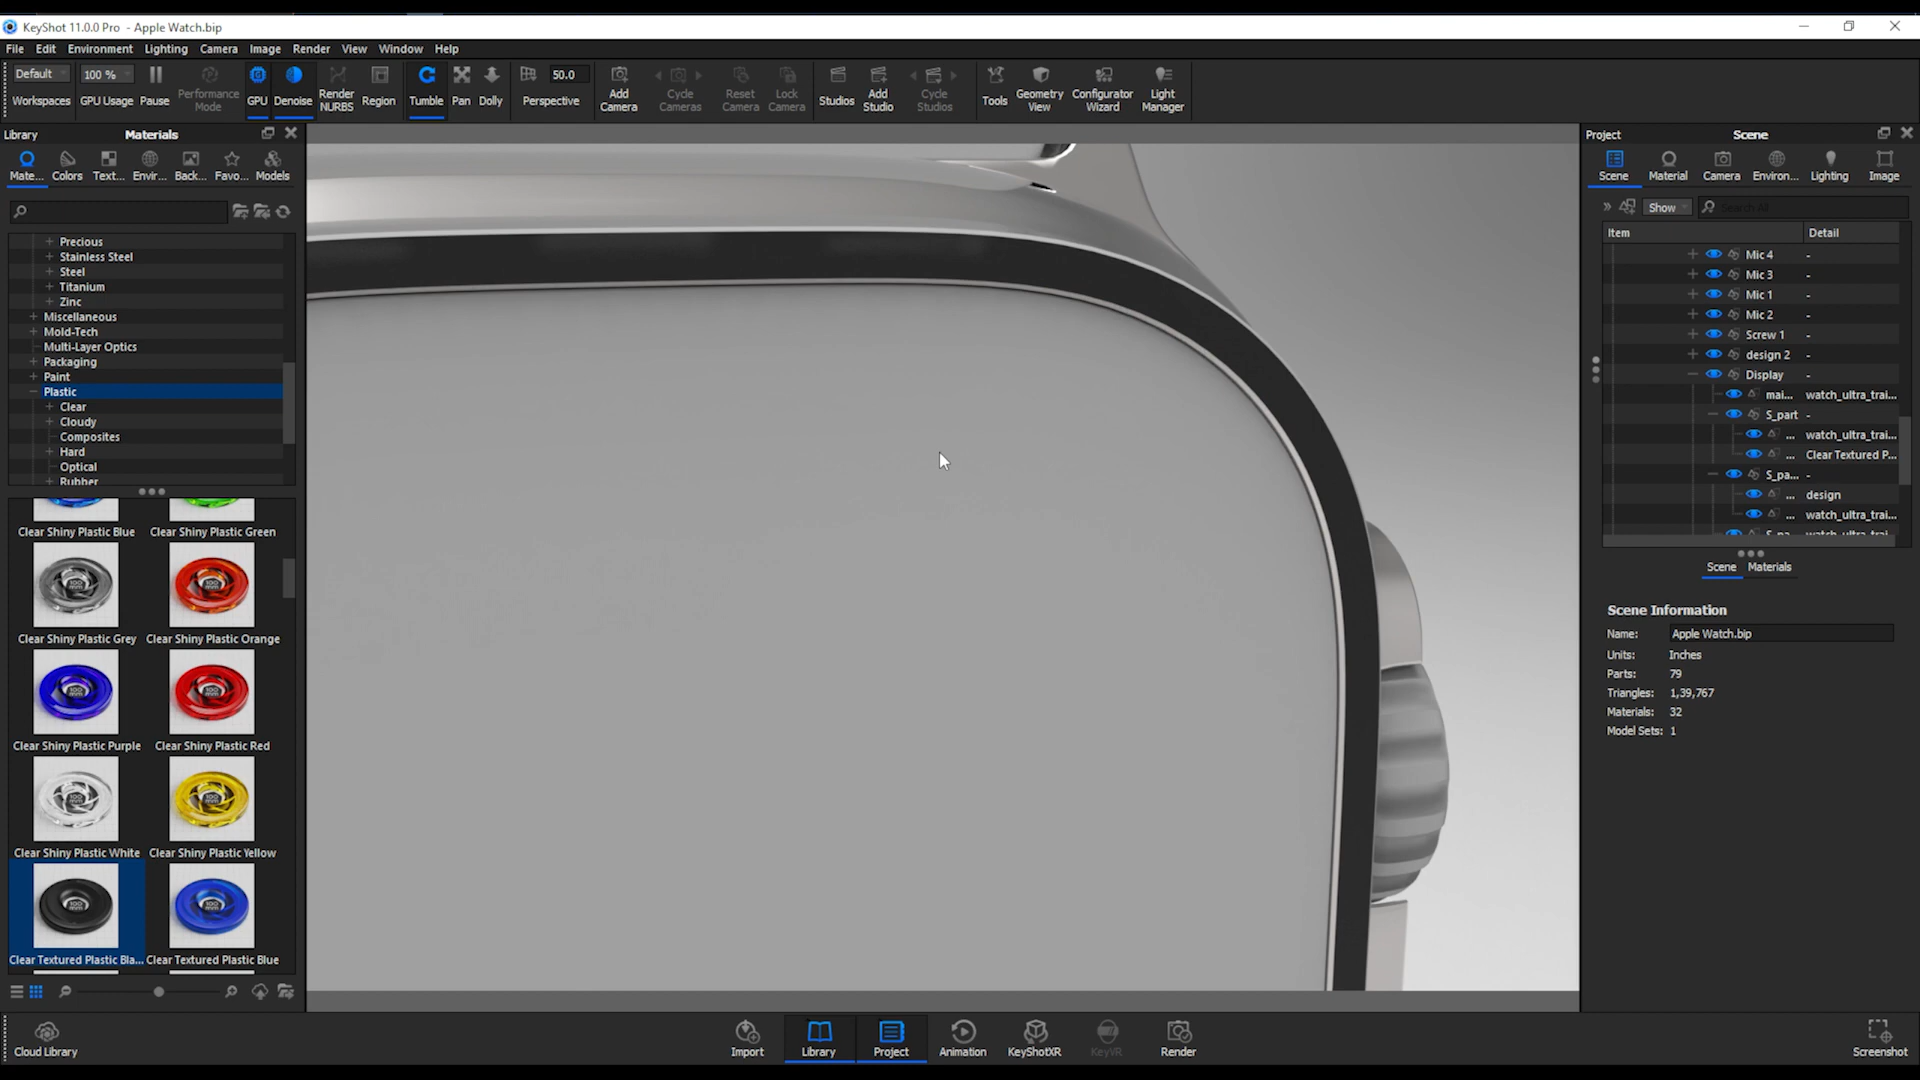 KeyShot 11.0.0 Pro - Apple Watch.bip
File Edit Environment Lighting Camera Image Render View Window Help
Default 100 % 50.0
Workspaces GPU Usage Pause Performance Mode GPU Denoise Render NURBS Region Tumble Pan Dolly Perspective Add Camera Cycle Cameras Reset Camera Lock Camera Studios Add Studio Cycle Studios Tools Geometry View Configurator Wizard Light Manager
Library Materials
Mate... Colors Text... Envir... Back... Favo... Models
Precious
Stainless Steel
Steel
Titanium
Zinc
Miscellaneous
Mold-Tech
Multi-Layer Optics
Packaging
Paint
Plastic
Clear
Cloudy
Composites
Hard
Optical
Rubber
Clear Shiny Plastic Blue Clear Shiny Plastic Green
Clear Shiny Plastic Grey Clear Shiny Plastic Orange
Clear Shiny Plastic Purple Clear Shiny Plastic Red
Clear Shiny Plastic White Clear Shiny Plastic Yellow
Clear Textured Plastic Bla... Clear Textured Plastic Blue
Project Scene
Scene Material Camera Environ... Lighting Image
Show Search All
Item Detail
Mic 4 -
Mic 3 -
Mic 1 -
Mic 2 -
Screw 1 -
design 2 -
Display -
mai... watch_ultra_trai...
S_part -
... watch_ultra_trai...
... Clear Textured P...
S_pa... -
... design
... watch_ultra_trai...
Scene Materials
Scene Information
Name: Apple Watch.bip
Units: Inches
Parts: 79
Triangles: 1,39,767
Materials: 32
Model Sets: 1
Cloud Library Import Library Project Animation KeyShotXR KeyVR Render Screenshot